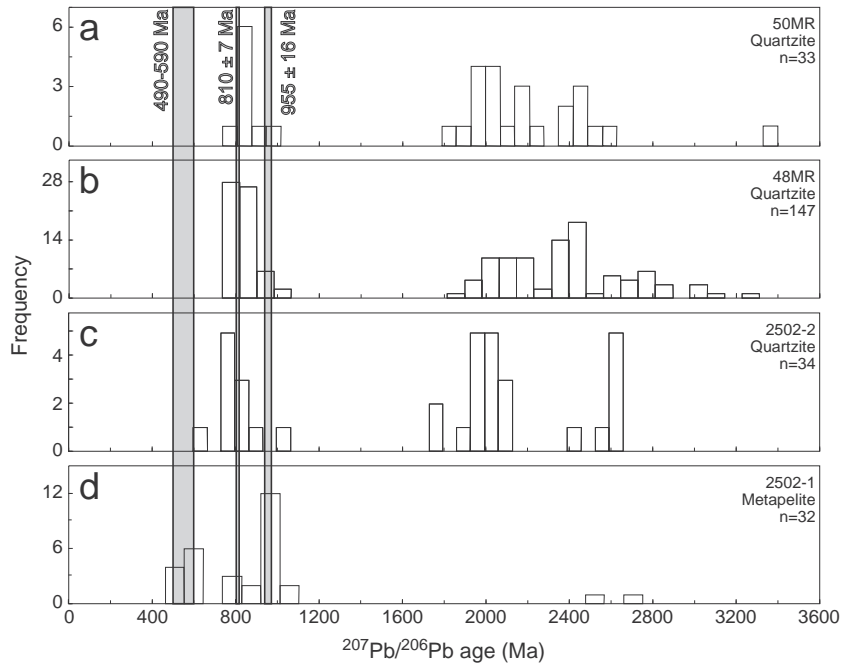 a
490-590 Ma
810 ± 7 Ma
955 ± 16 Ma
50MR
Quartzite
n=33
6
3
0
b
48MR
Quartzite
n=147
28
14
0
c
2502-2
Quartzite
n=34
4
2
0
d
2502-1
Metapelite
n=32
12
6
0
Frequency
0 400 800 1200 1600 2000 2400 2800 3200 3600
²⁰⁷Pb/²⁰⁶Pb age (Ma)